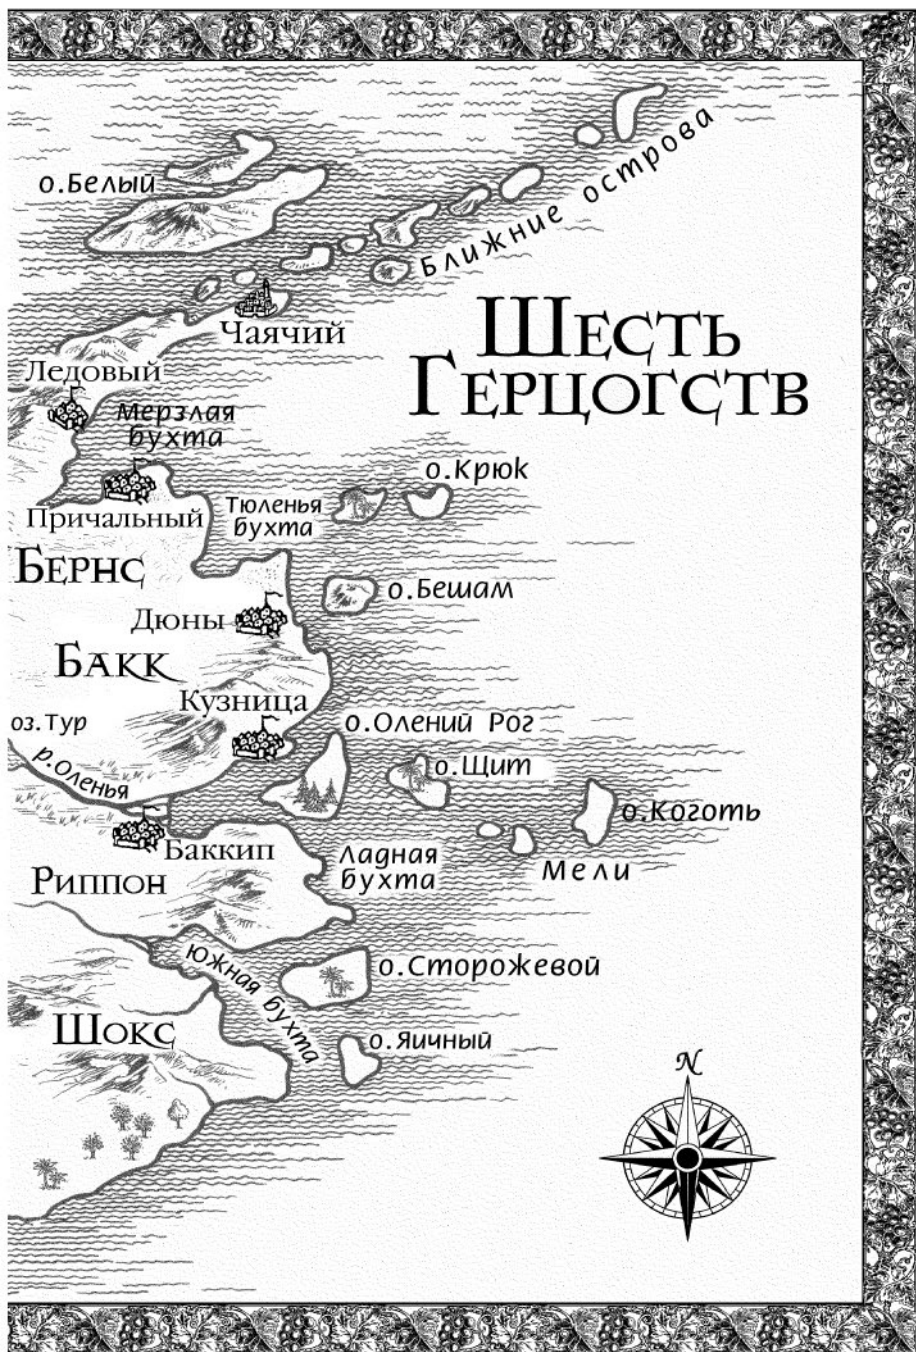 о.Белый
Ближние острова
Чаячий
Шесть
Герцогств
Ледовый
Мерзлая
бухта
о.Крюк
Причальный
Тюленья
бухта
Бернс
о.Бешам
Дюны
Бакк
Кузница
оз.Тур
о.Олений Рог
р.Оленья
о.Щит
о.Коготь
Баккип
Ладная
бухта
Мели
Риппон
Южная бухта
о.Сторожевой
Шокс
о.Яичный
N